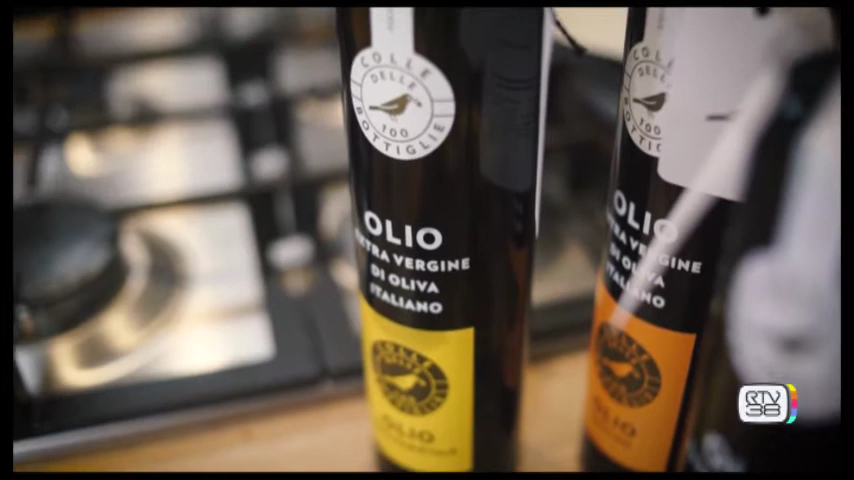 COLLE
DELLE
100
BOTTIGLIE
OLIO
EXTRA VERGINE
DI OLIVA
ITALIANO
COLLE
OLIO
COLLE
DELLE
100
OLIO
EXTRA VERGINE
DI OLIVA
ITALIANO
OLIO
RTV
38